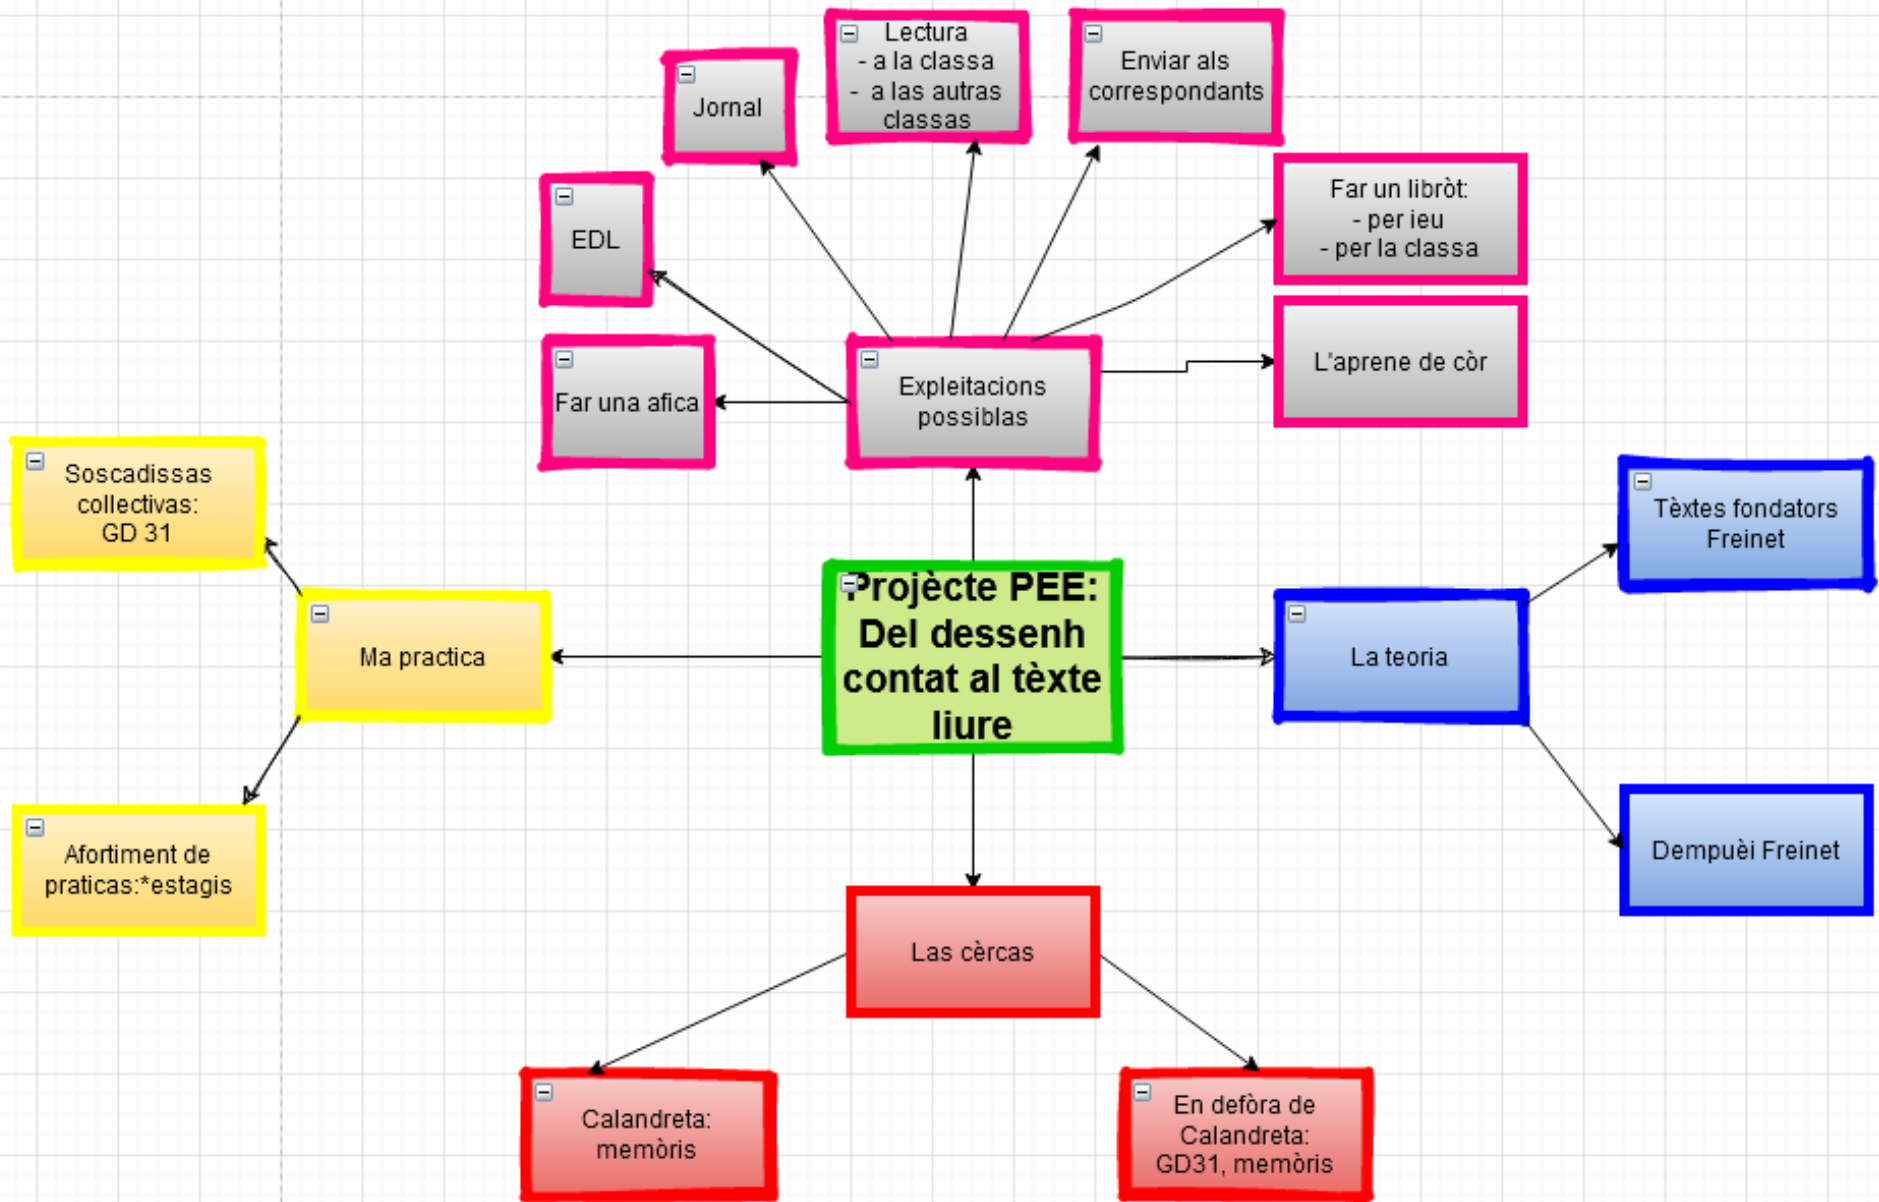 Lectura
- a la classa
- a las autras
classas
Enviar als
correspondants
Jornal
Far un libròt:
- per ieu
- per la classa
EDL
L'aprene de còr
Expleitacions
possiblas
Far una afica
Soscadissas
collectivas:
GD 31
Tèxtes fondators
Freinet
Projècte PEE:
Del dessenh
contat al tèxte
liure
Ma practica
La teoria
Afortiment de
praticas:*estagis
Dempuèi Freinet
Las cèrcas
Calandreta:
memòris
En defòra de
Calandreta:
GD31, memòris